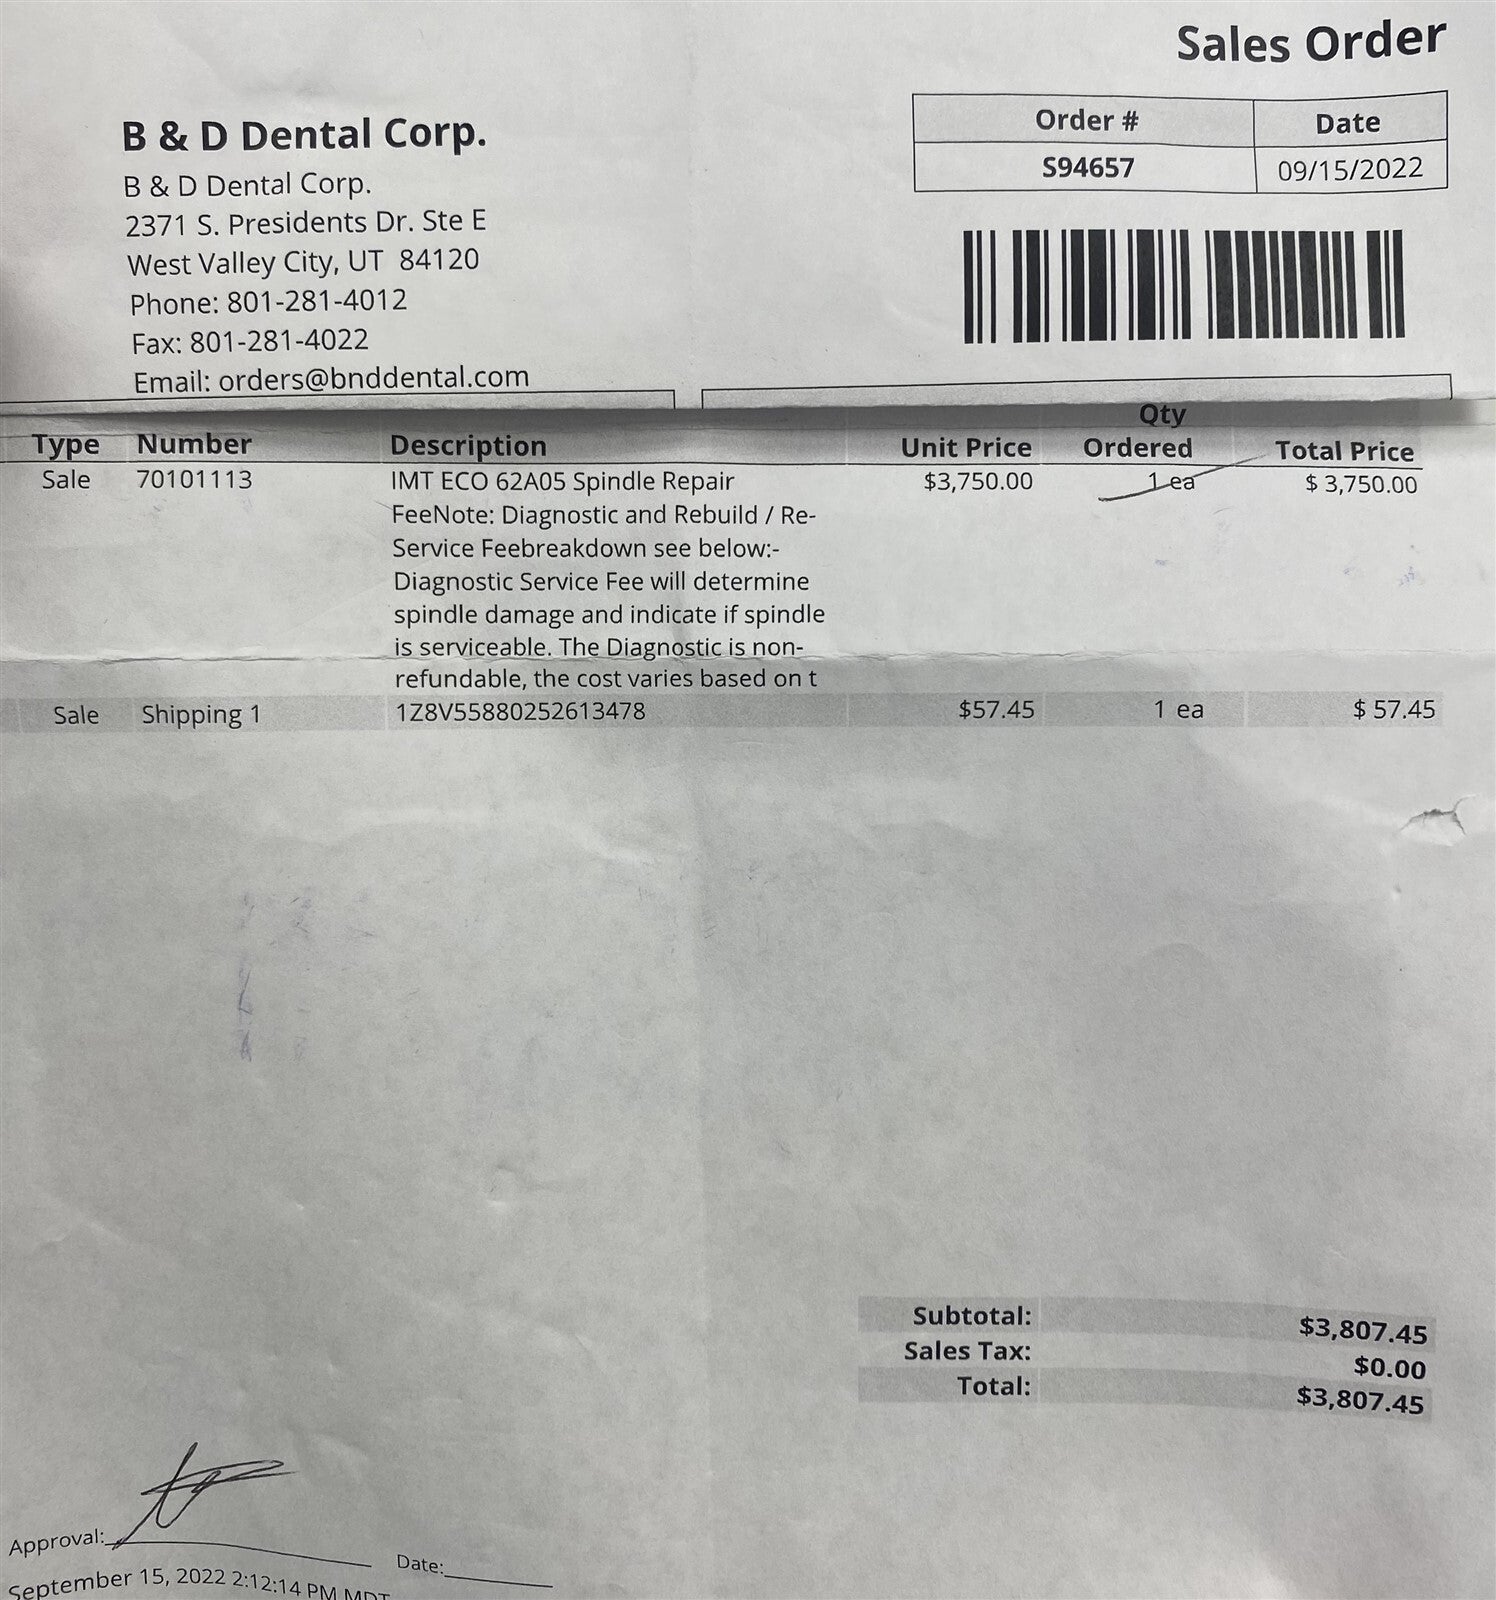 Sales Order
Order # Date
S94657 09/15/2022
B & D Dental Corp.
B & D Dental Corp.
2371 S. Presidents Dr. Ste E
West Valley City, UT 84120
Phone: 801-281-4012
Fax: 801-281-4022
Email: orders@bnddental.com
Type Number Description Unit Price Qty Ordered Total Price
Sale 70101113 IMT ECO 62A05 Spindle Repair $3,750.00 1 ea $ 3,750.00
FeeNote: Diagnostic and Rebuild / Re-
Service Feebreakdown see below:-
Diagnostic Service Fee will determine
spindle damage and indicate if spindle
is serviceable. The Diagnostic is non-
refundable, the cost varies based on t
Sale Shipping 1 1Z8V55880252613478 $57.45 1 ea $ 57.45
Subtotal: $3,807.45
Sales Tax: $0.00
Total: $3,807.45
Approval: Date:
September 15, 2022 2:12:14 PM MDT